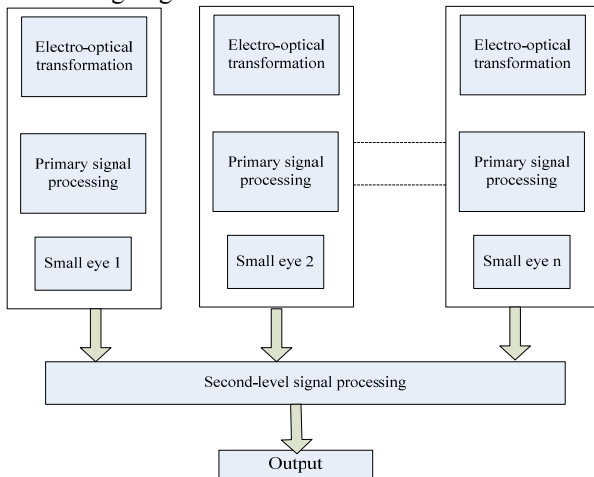 Electro-optical
transformation
Primary signal
processing
Small eye 1
Electro-optical
transformation
Primary signal
processing
Small eye 2
Electro-optical
transformation
Primary signal
processing
Small eye n
Second-level signal processing
Output